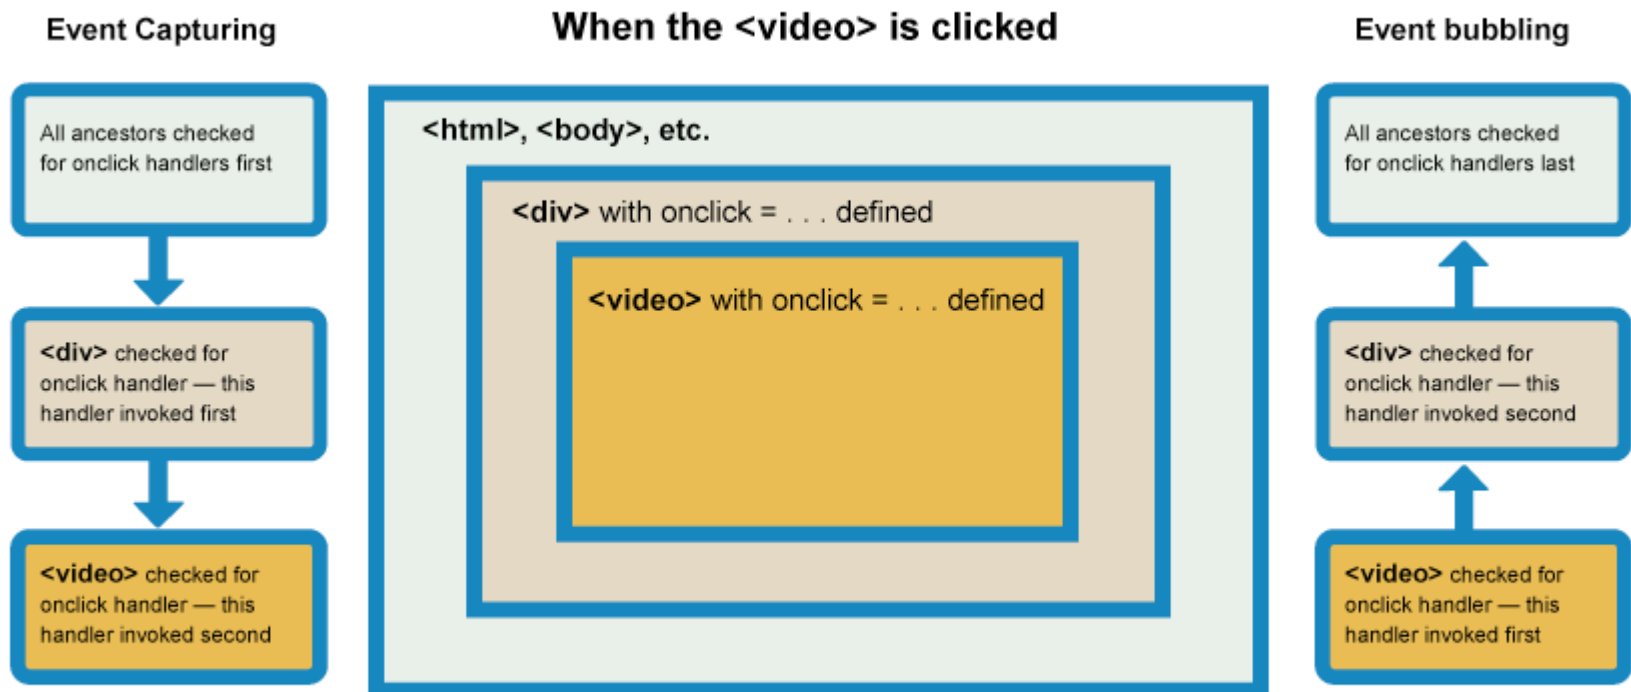 Event Capturing
When the <video> is clicked
Event bubbling
All ancestors checked
for onclick handlers first
<div> checked for
onclick handler — this
handler invoked first
<video> checked for
onclick handler — this
handler invoked second
<html>, <body>, etc.
<div> with onclick = . . . defined
<video> with onclick = . . . defined
All ancestors checked
for onclick handlers last
<div> checked for
onclick handler — this
handler invoked second
<video> checked for
onclick handler — this
handler invoked first